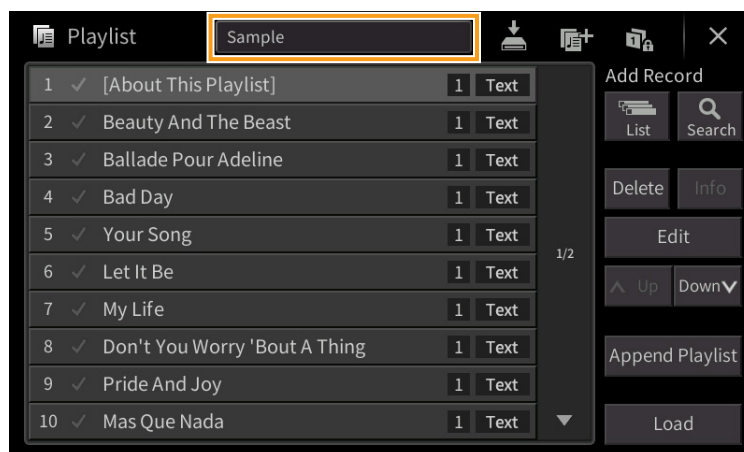 Playlist Sample
Add Record
1 [About This Playlist] 1 Text
2 Beauty And The Beast 1 Text
3 Ballade Pour Adeline 1 Text
4 Bad Day 1 Text
5 Your Song 1 Text
6 Let It Be 1 Text
7 My Life 1 Text
8 Don't You Worry 'Bout A Thing 1 Text
9 Pride And Joy 1 Text
10 Mas Que Nada 1 Text
1/2
List Search
Delete Info
Edit
Up Down
Append Playlist
Load